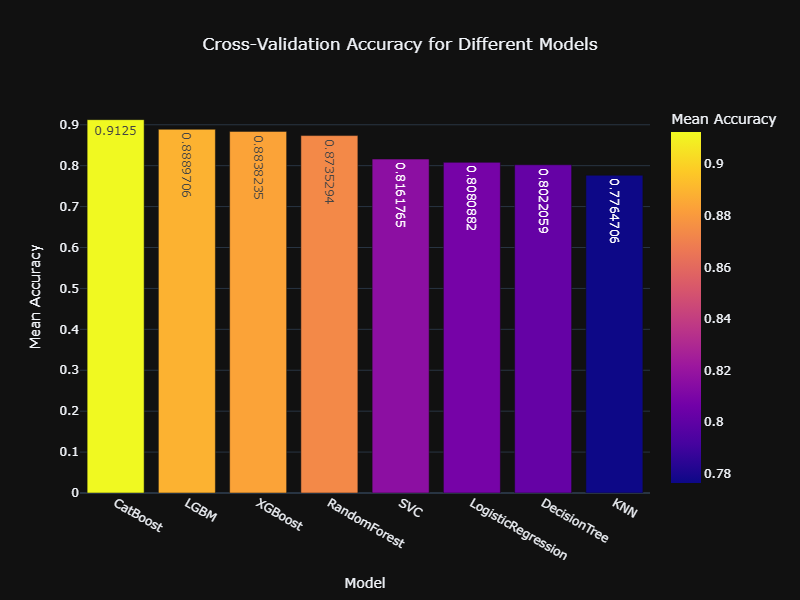 Cross-Validation Accuracy for Different Models
Mean Accuracy
0.9
0.8
0.7
0.6
0.5
0.4
0.3
0.2
0.1
0
0.9125
0.8889706
0.8838235
0.8735294
0.8161765
0.8080882
0.8022059
0.7764706
CatBoost
LGBM
XGBoost
RandomForest
SVC
LogisticRegression
DecisionTree
KNN
Model
Mean Accuracy
0.9
0.88
0.86
0.84
0.82
0.8
0.78